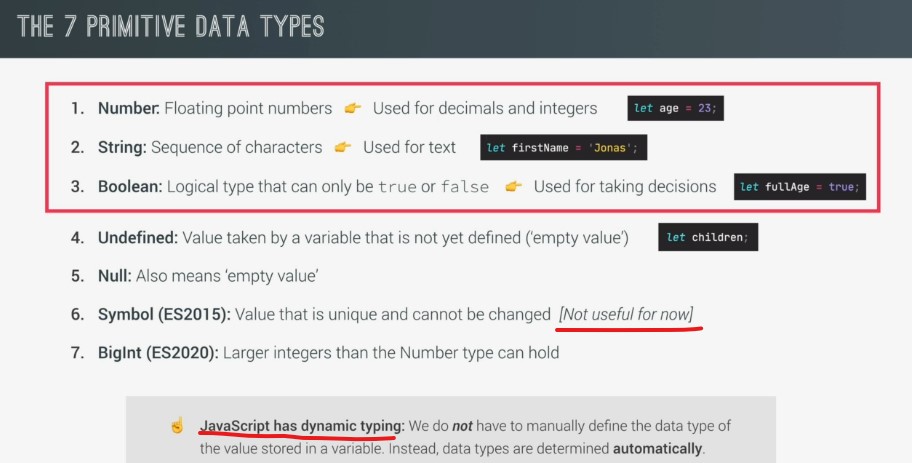 THE 7 PRIMITIVE DATA TYPES
1. Number: Floating point numbers 👉 Used for decimals and integers let age = 23;
2. String: Sequence of characters 👉 Used for text let firstName = 'Jonas';
3. Boolean: Logical type that can only be true or false 👉 Used for taking decisions let fullAge = true;
4. Undefined: Value taken by a variable that is not yet defined (‘empty value’) let children;
5. Null: Also means ‘empty value’
6. Symbol (ES2015): Value that is unique and cannot be changed [Not useful for now]
7. BigInt (ES2020): Larger integers than the Number type can hold
☝ JavaScript has dynamic typing: We do not have to manually define the data type of
the value stored in a variable. Instead, data types are determined automatically.